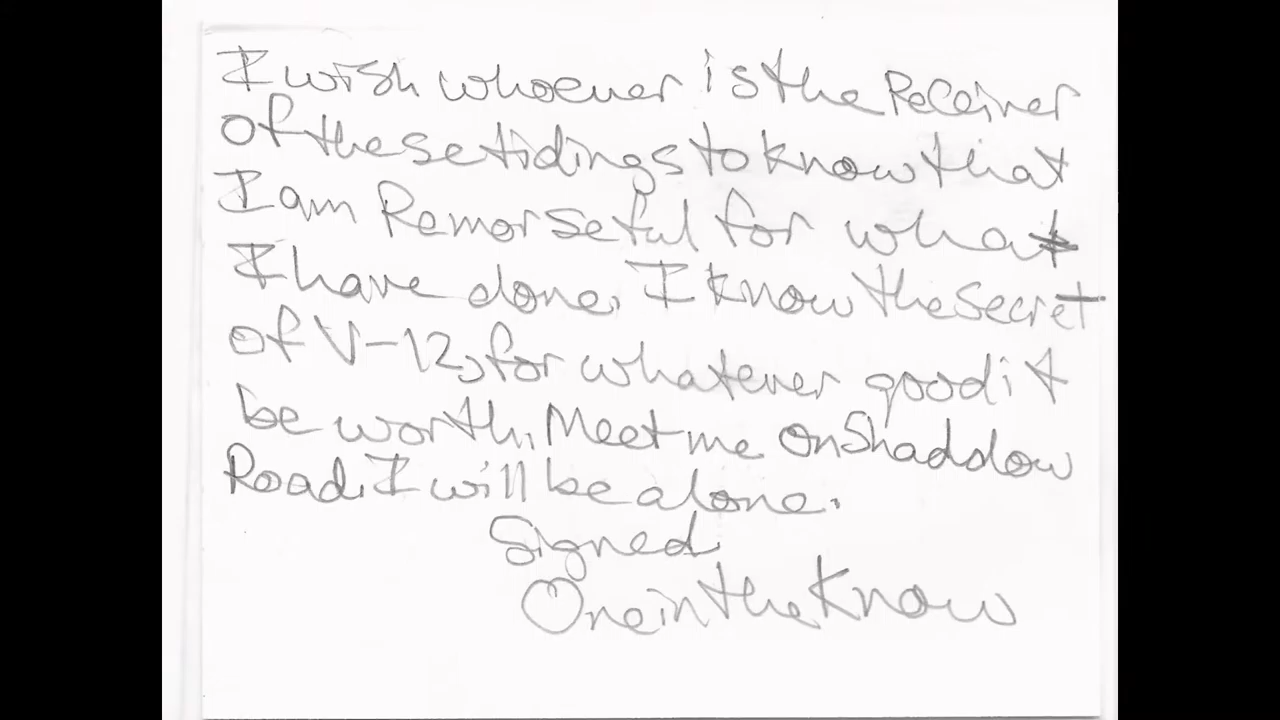 I wish whoever is the Receiver
of these tidings to know that
I am Remorseful for what
I have done. I know the secret
of V-12, for whatever good it
be worth. Meet me on Shaddow
Road. I will be alone.
Signed
One in the Know